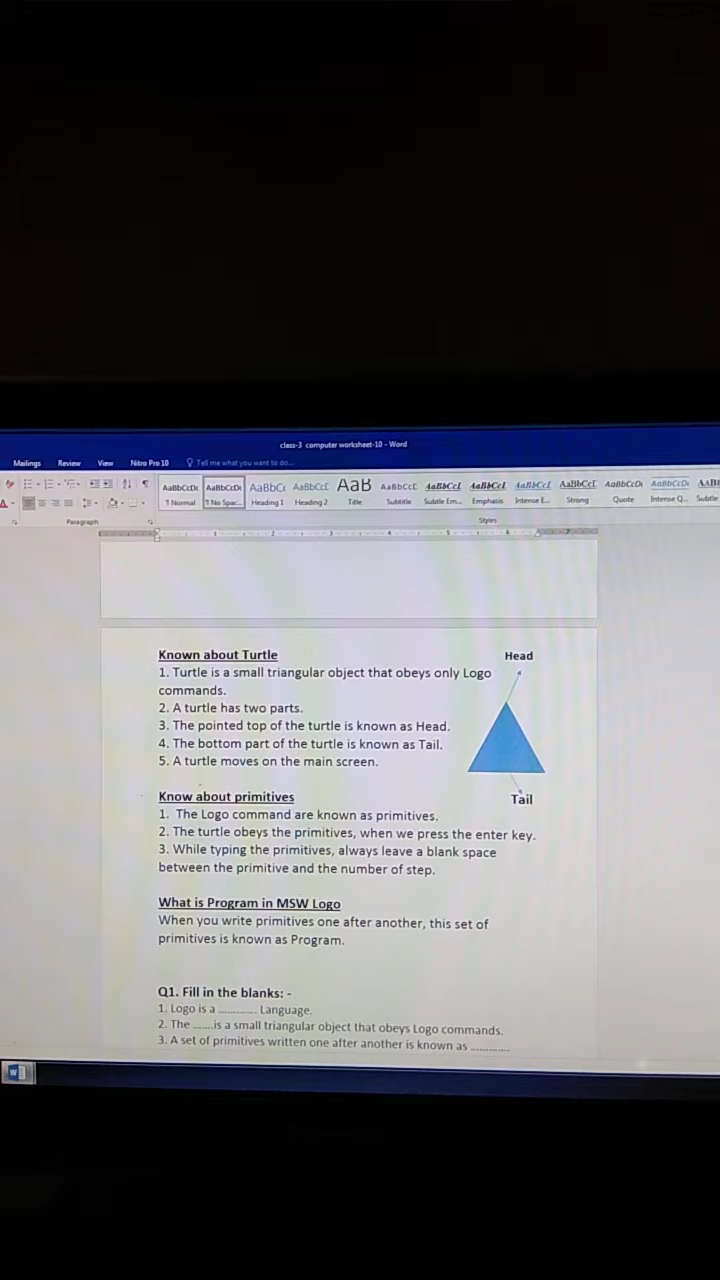 class-3 computer worksheet-10 - Word
Mailings Review View Nitro Pro 10 Tell me what you want to do...
AaBbCcDc AaBbCcDc AaBbC AaBbCcC AaB AaBbCcC AaBbCcI AaBbCcI AaBbCcI AaBbCcI AaBbCcDc AaBbCcDc AABB
¶ Normal ¶ No Spac... Heading 1 Heading 2 Title Subtitle Subtle Em... Emphasis Intense E... Strong Quote Intense Q... Subtle
Paragraph Styles
Known about Turtle
Head
1. Turtle is a small triangular object that obeys only Logo
commands.
2. A turtle has two parts.
3. The pointed top of the turtle is known as Head.
4. The bottom part of the turtle is known as Tail.
5. A turtle moves on the main screen.
Know about primitives
Tail
1. The Logo command are known as primitives.
2. The turtle obeys the primitives, when we press the enter key.
3. While typing the primitives, always leave a blank space
between the primitive and the number of step.
What is Program in MSW Logo
When you write primitives one after another, this set of
primitives is known as Program.
Q1. Fill in the blanks: -
1. Logo is a ............ Language.
2. The .......is a small triangular object that obeys Logo commands.
3. A set of primitives written one after another is known as ............